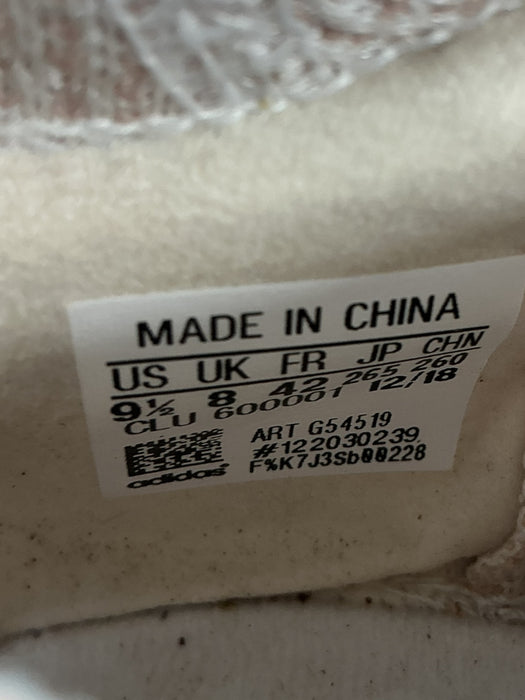 MADE IN CHINA
US UK FR JP CHN
9½ 8 42 265 260
CLU 600001 12/18
ART G54519
#122030239
F%K7J3Sb00228
adidas